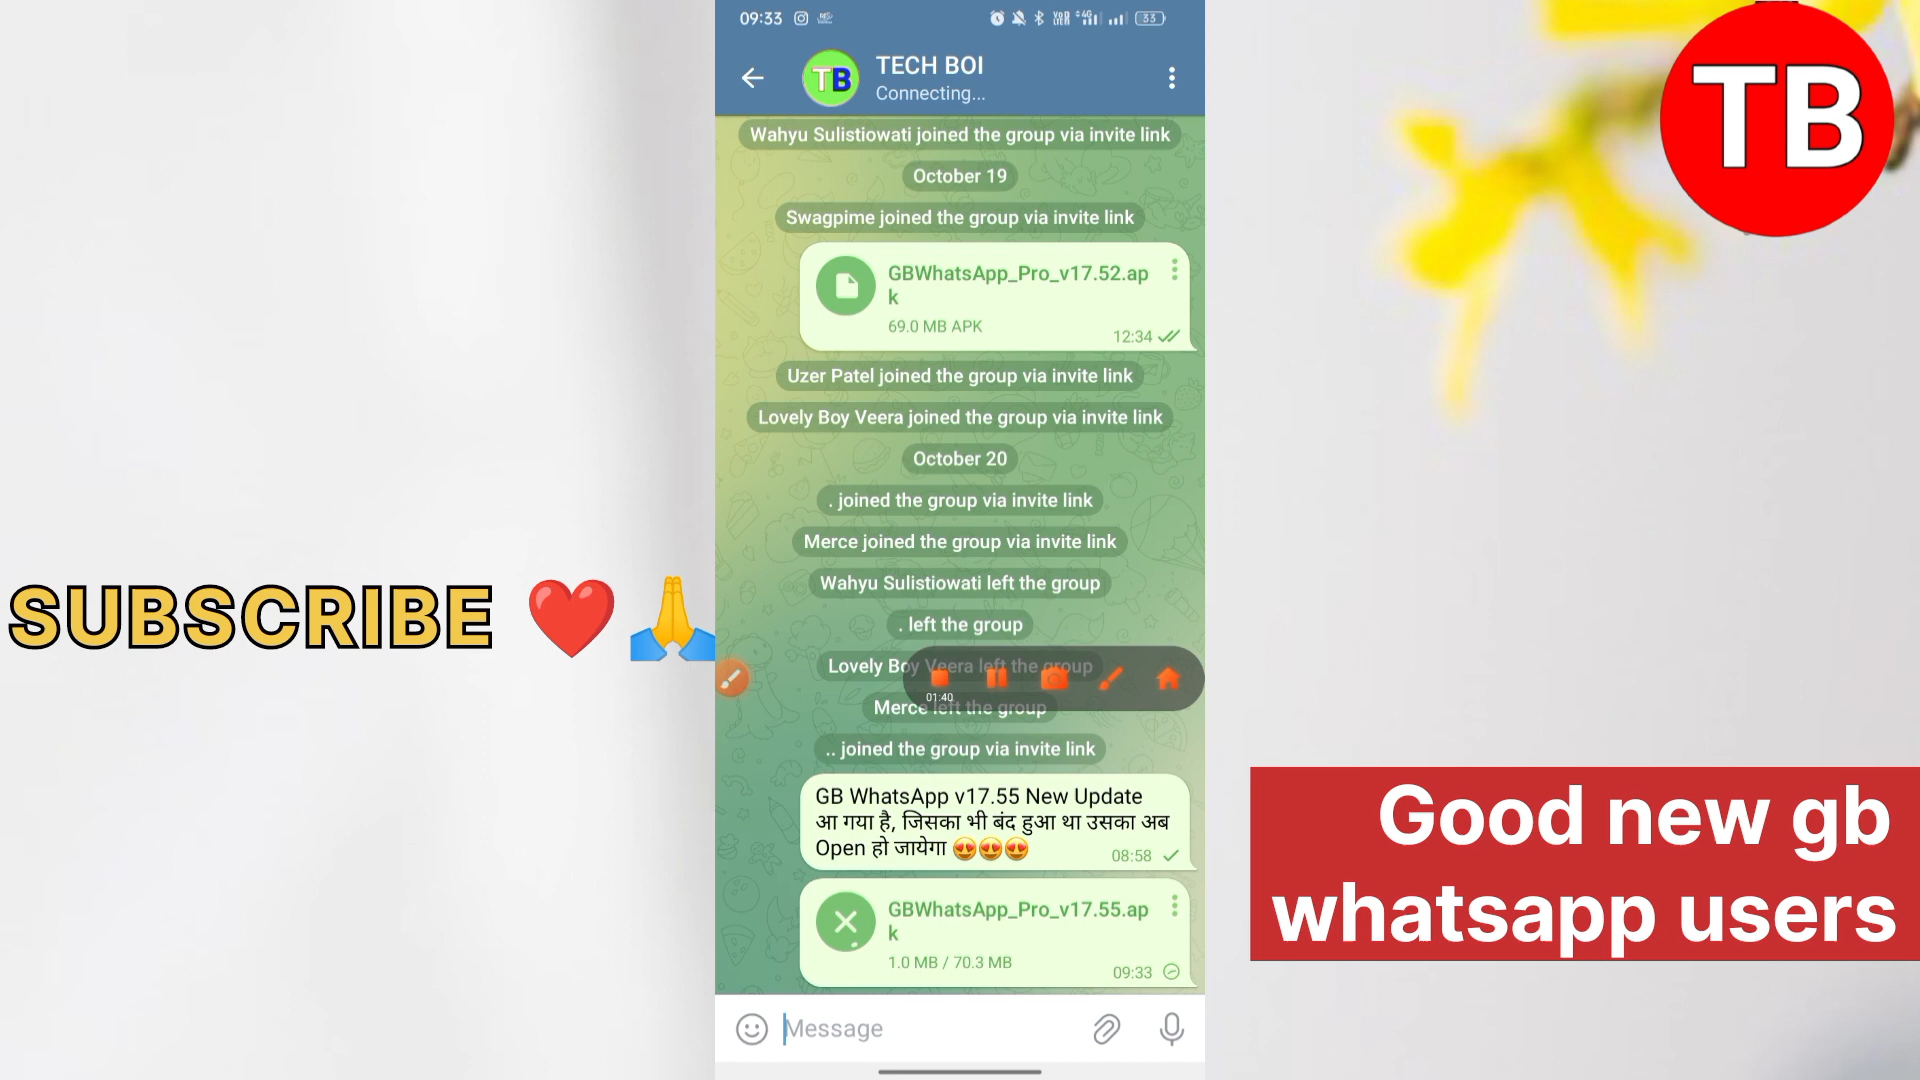 09:33
33
TB
TECH BOI
Connecting...
Wahyu Sulistiowati joined the group via invite link
October 19
Swagpime joined the group via invite link
GBWhatsApp_Pro_v17.52.ap
k
69.0 MB APK
12:34
Uzer Patel joined the group via invite link
Lovely Boy Veera joined the group via invite link
October 20
. joined the group via invite link
Merce joined the group via invite link
Wahyu Sulistiowati left the group
. left the group
Lovely Boy Veera left the group
01:40
Merce left the group
.. joined the group via invite link
GB WhatsApp v17.55 New Update
आ गया है, जिसका भी बंद हुआ था उसका अब
Open हो जायेगा 😍😍😍
08:58
GBWhatsApp_Pro_v17.55.ap
k
1.0 MB / 70.3 MB
09:33
Message
SUBSCRIBE ❤️🙏
TB
Good new gb
whatsapp users